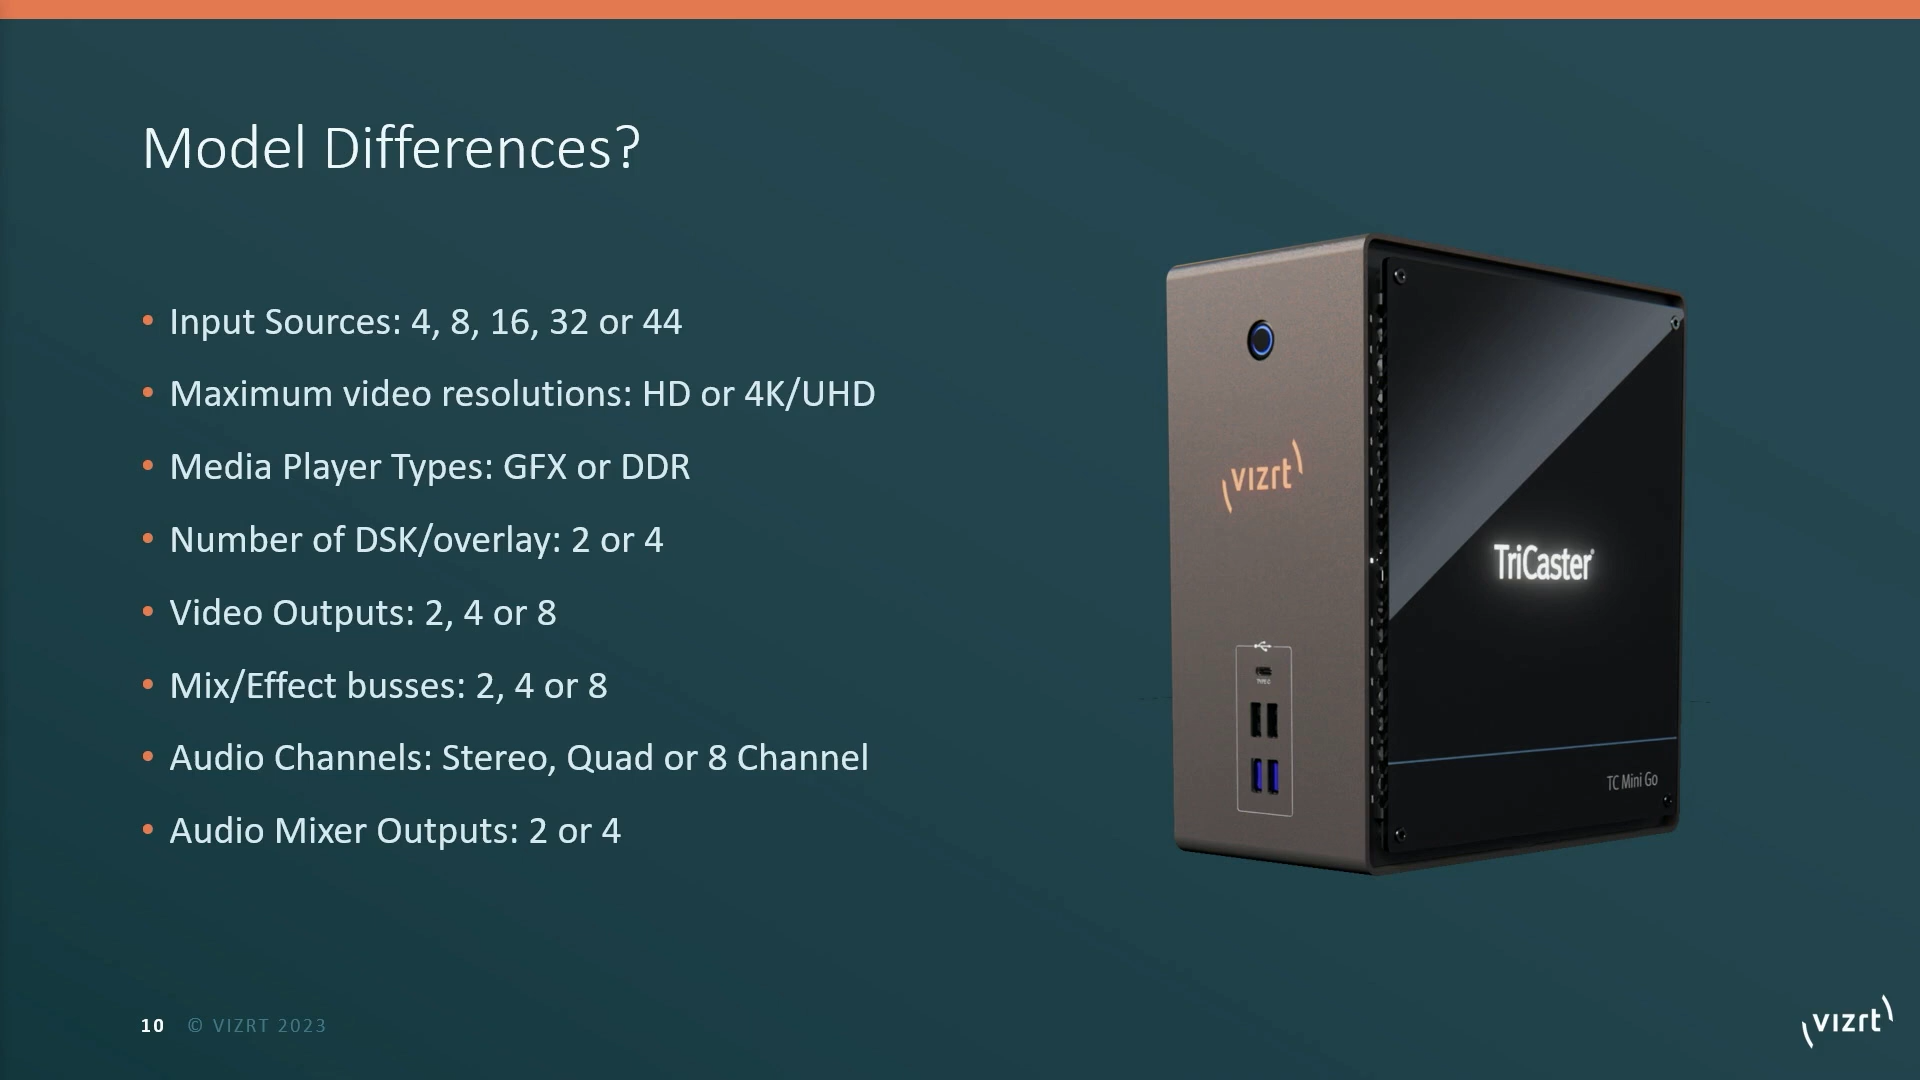 Model Differences?
• Input Sources: 4, 8, 16, 32 or 44
• Maximum video resolutions: HD or 4K/UHD
• Media Player Types: GFX or DDR
• Number of DSK/overlay: 2 or 4
• Video Outputs: 2, 4 or 8
• Mix/Effect busses: 2, 4 or 8
• Audio Channels: Stereo, Quad or 8 Channel
• Audio Mixer Outputs: 2 or 4
vizrt
TriCaster®
TYPE-C
TC Mini Go
10 © VIZRT 2023
vizrt